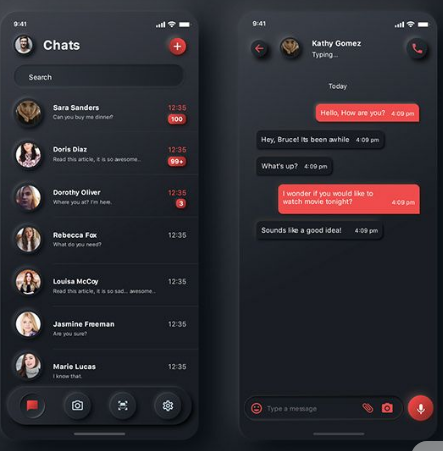 9:41
Chats
Search
Sara Sanders
12:35
Can you buy me dinner?
100
Doris Diaz
12:35
Read this article, it is so awesome...
99+
Dorothy Oliver
12:35
Where you at? I'm here.
3
Rebecca Fox
12:35
What do you need?
Louisa McCoy
12:35
Read this article, it is so sad... awesome...
Jasmine Freeman
12:35
Are you sure?
Marie Lucas
12:35
I know that.
9:41
Kathy Gomez
Typing...
Today
Hello, How are you? 4:09 pm
Hey, Bruce! Its been awhile 4:09 pm
What's up? 4:09 pm
I wonder if you would like to
watch movie tonight? 4:09 pm
Sounds like a good idea! 4:09 pm
Type a message